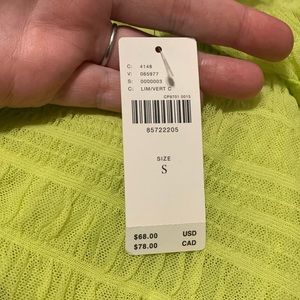 C: 4148
V: 065977
S: 0000003
C: LIM/VERT C
CP8701 0015
85722205
SIZE
S
$68.00 USD
$78.00 CAD